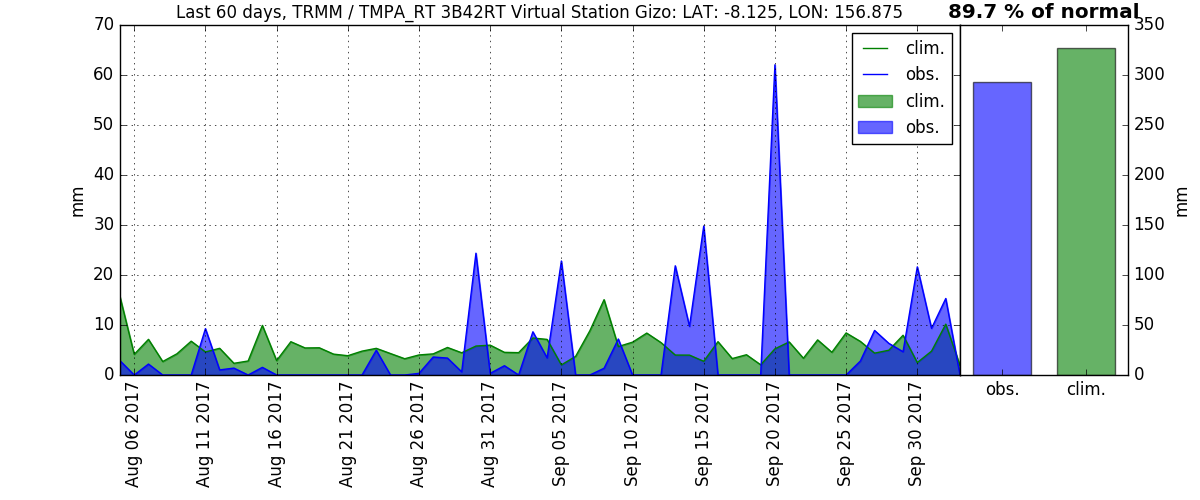 Last 60 days, TRMM / TMPA_RT 3B42RT Virtual Station Gizo: LAT: -8.125, LON: 156.875
89.7 % of normal
70
60
50
40
30
20
10
0
mm
clim.
obs.
clim.
obs.
350
300
250
200
150
100
50
0
mm
Aug 06 2017
Aug 11 2017
Aug 16 2017
Aug 21 2017
Aug 26 2017
Aug 31 2017
Sep 05 2017
Sep 10 2017
Sep 15 2017
Sep 20 2017
Sep 25 2017
Sep 30 2017
obs.
clim.